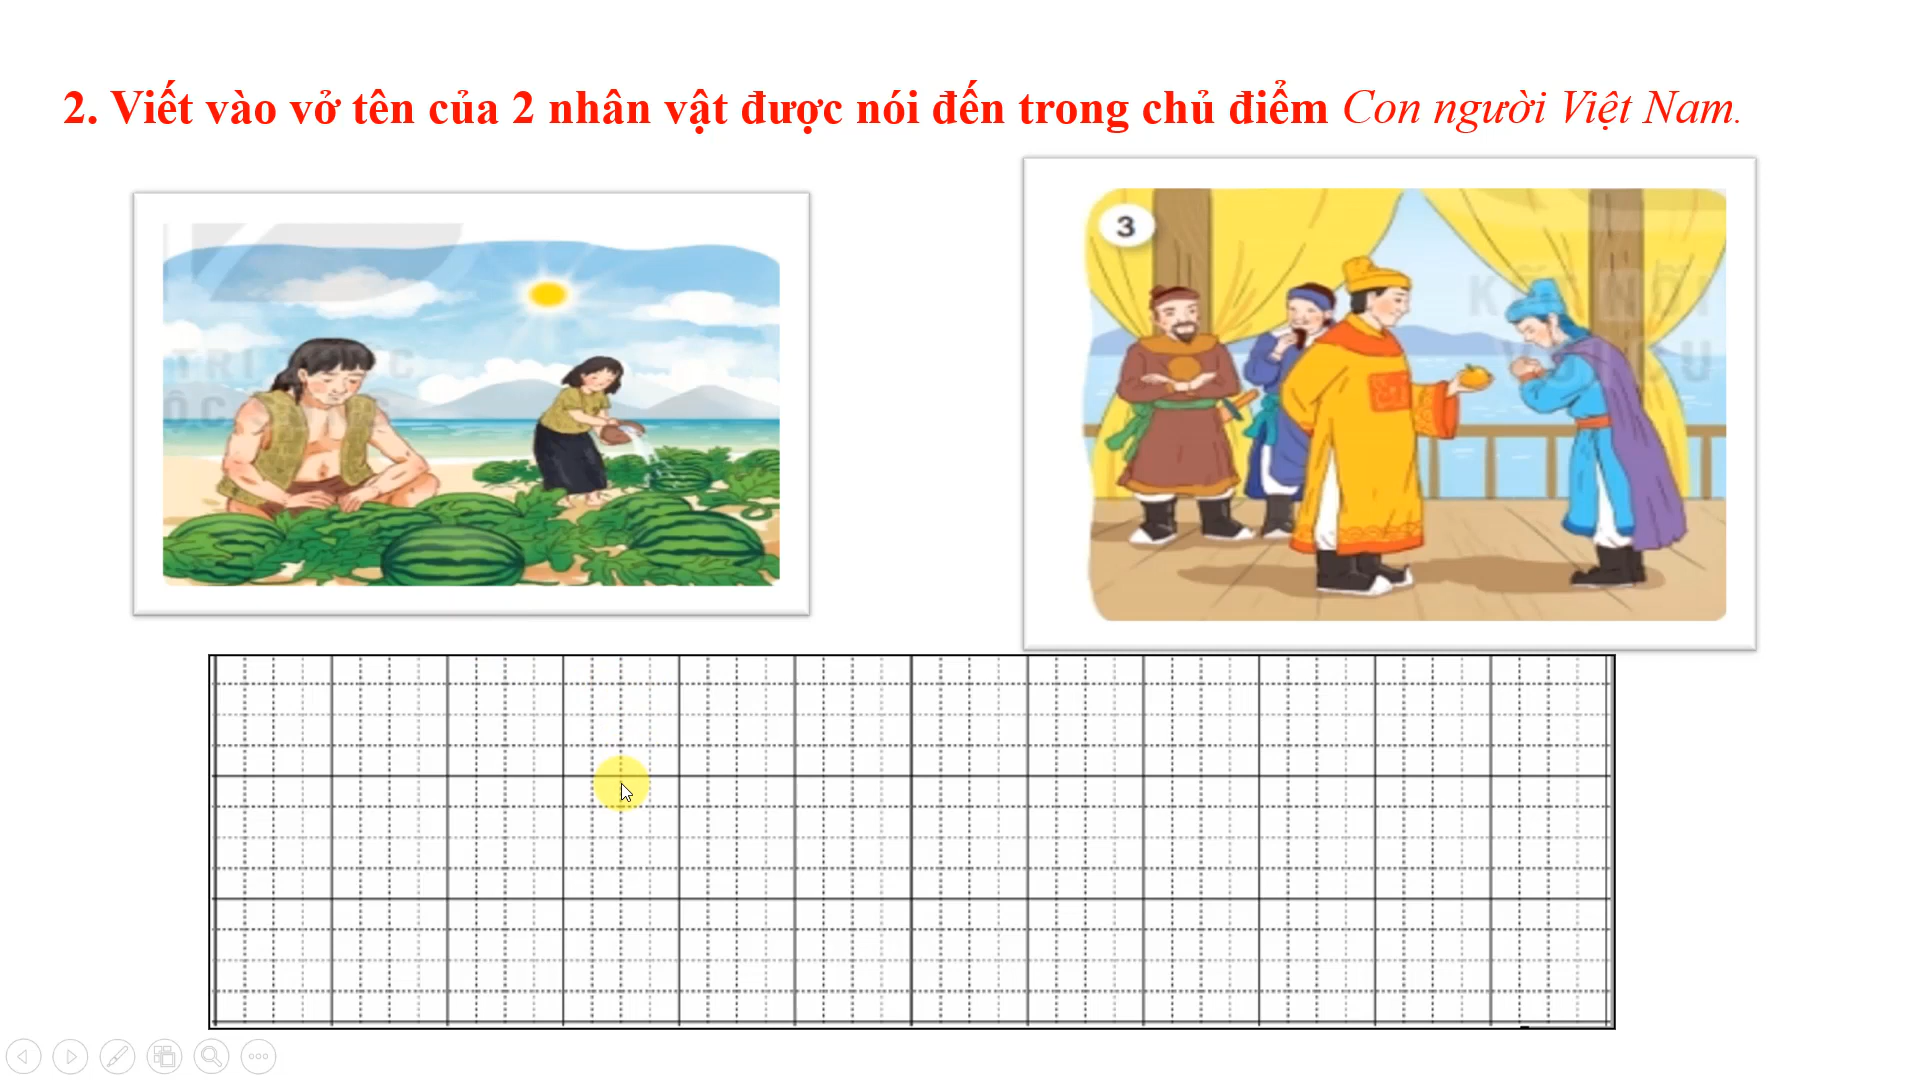 2. Viết vào vở tên của 2 nhân vật được nói đến trong chủ điểm Con người Việt Nam.
3